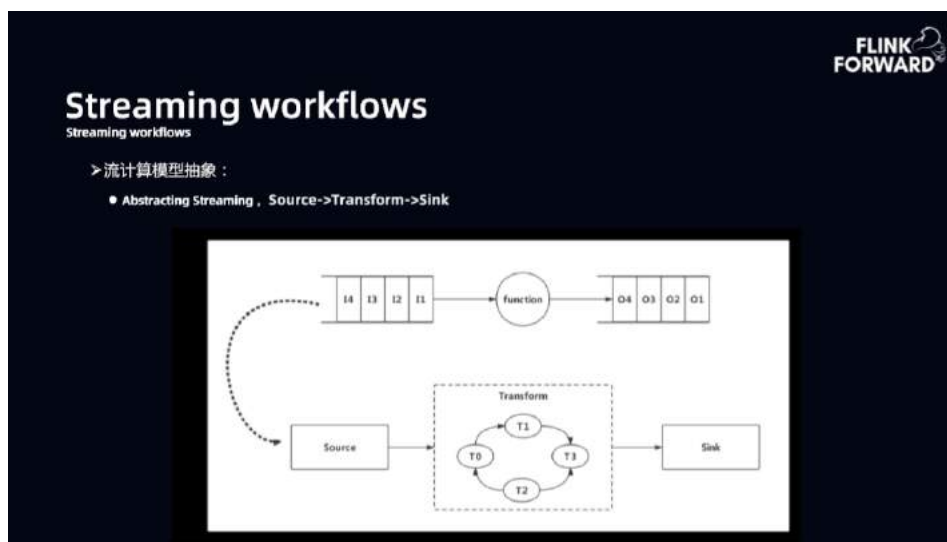 FLINK
FORWARD
Streaming workflows
Streaming workflows
➤流计算模型抽象：
● Abstracting Streaming , Source->Transform->Sink
I4 I3 I2 I1 function O4 O3 O2 O1
Transform
T1
Source T0 T3 Sink
T2